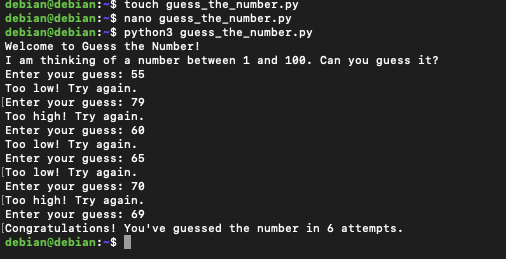 debian@debian:~$ touch guess_the_number.py
debian@debian:~$ nano guess_the_number.py
debian@debian:~$ python3 guess_the_number.py
Welcome to Guess the Number!
I am thinking of a number between 1 and 100. Can you guess it?
Enter your guess: 55
Too low! Try again.
[Enter your guess: 79
Too high! Try again.
Enter your guess: 60
[Too low! Try again.
Enter your guess: 65
[Too low! Try again.
Enter your guess: 70
[Too high! Try again.
Enter your guess: 69
[Congratulations! You've guessed the number in 6 attempts.
debian@debian:~$